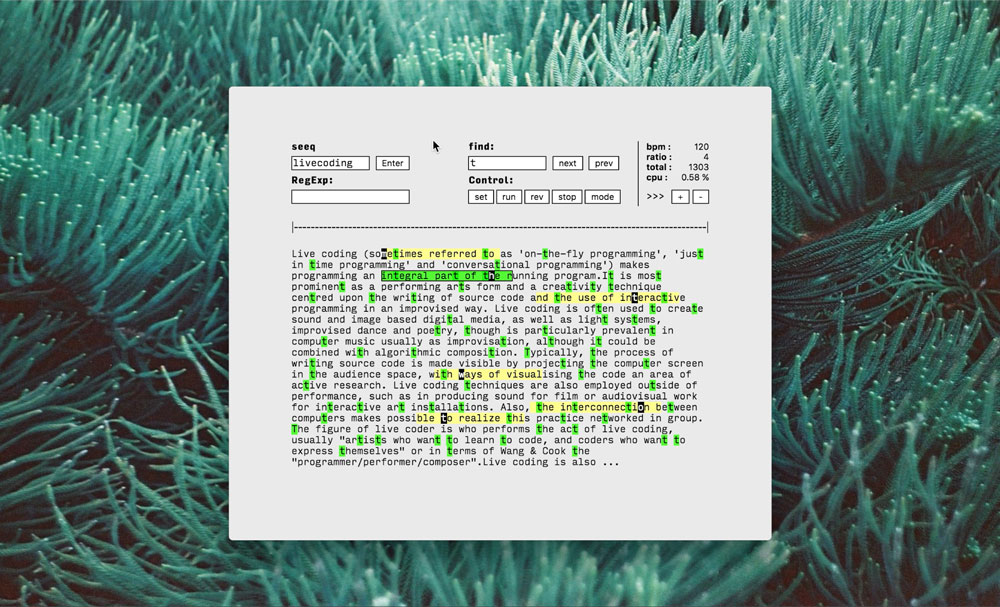 seeq
livecoding Enter
RegExp:
find:
t next prev
Control:
set run rev stop mode
bpm : 120
ratio : 4
total : 1303
cpu : 0.58 %
>>> + -
|--------------------------------------------------------------------------------|
Live coding (sometimes referred to as 'on-the-fly programming', 'just
in time programming' and 'conversational programming') makes
programming an integral part of the running program.It is most
prominent as a performing arts form and a creativity technique
centred upon the writing of source code and the use of interactive
programming in an improvised way. Live coding is often used to create
sound and image based digital media, as well as light systems,
improvised dance and poetry, though is particularly prevalent in
computer music usually as improvisation, although it could be
combined with algorithmic composition. Typically, the process of
writing source code is made visible by projecting the computer screen
in the audience space, with ways of visualising the code an area of
active research. Live coding techniques are also employed outside of
performance, such as in producing sound for film or audiovisual work
for interactive art installations. Also, the interconnection between
computers makes possible to realize this practice networked in group.
The figure of live coder is who performs the act of live coding,
usually "artists who want to learn to code, and coders who want to
express themselves" or in terms of Wang & Cook the
"programmer/performer/composer".Live coding is also ...